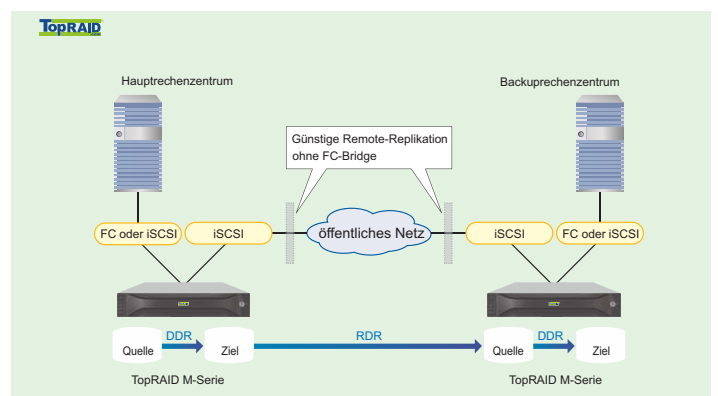 TopRAID
Hauptrechenzentrum
Backuprechenzentrum
Günstige Remote-Replikation
ohne FC-Bridge
FC oder iSCSI
iSCSI
öffentliches Netz
iSCSI
FC oder iSCSI
Quelle
DDR
Ziel
RDR
Quelle
DDR
Ziel
TopRAID M-Serie
TopRAID M-Serie